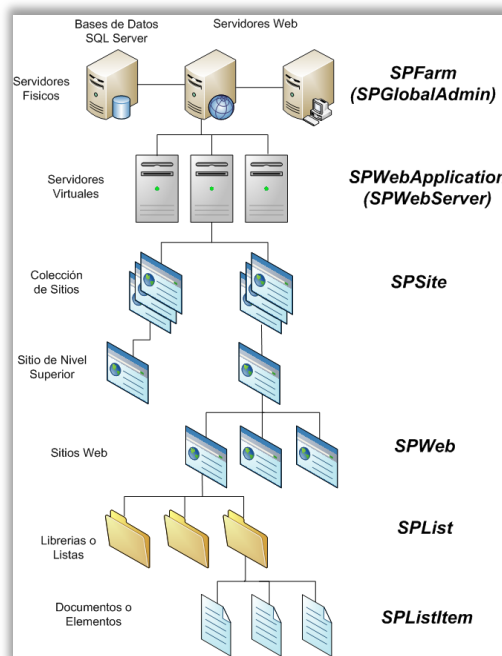 Bases de Datos
SQL Server
Servidores Web
Servidores
Fisicos
SPFarm
(SPGlobalAdmin)
Servidores
Virtuales
SPWebApplication
(SPWebServer)
Colección
de Sitios
SPSite
Sitio de Nivel
Superior
Sitios Web
SPWeb
Librerias o
Listas
SPList
Documentos o
Elementos
SPListItem